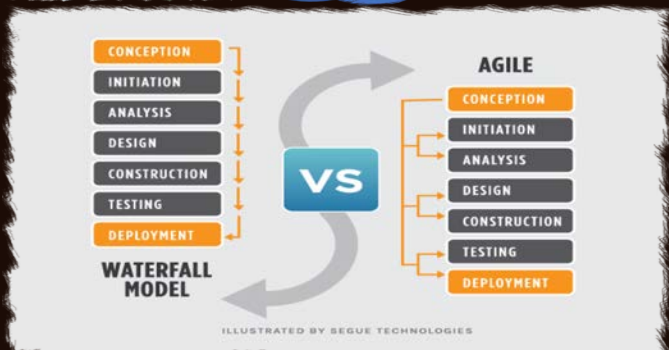 CONCEPTION
INITIATION
ANALYSIS
DESIGN
CONSTRUCTION
TESTING
DEPLOYMENT
WATERFALL
MODEL
VS
AGILE
CONCEPTION
INITIATION
ANALYSIS
DESIGN
CONSTRUCTION
TESTING
DEPLOYMENT
ILLUSTRATED BY SEGUE TECHNOLOGIES